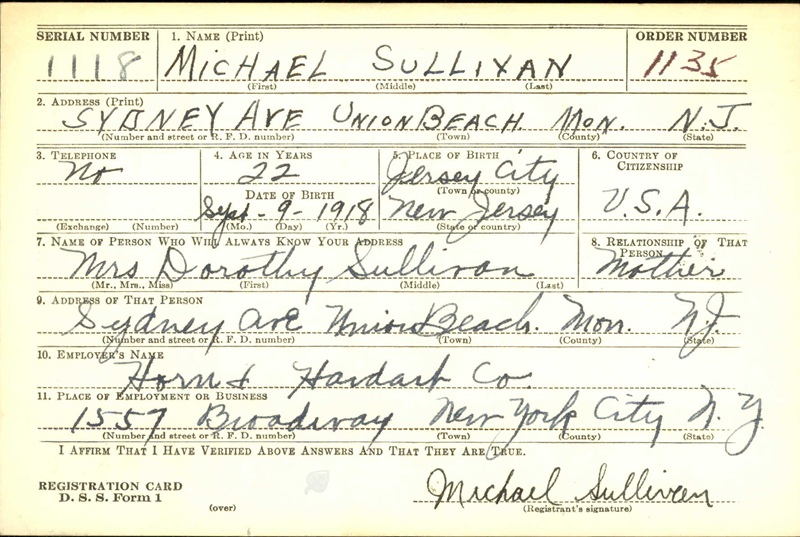 SERIAL NUMBER 1. NAME (Print) ORDER NUMBER
1118 MICHAEL SULLIVAN 1135
(First) (Middle) (Last)
2. ADDRESS (Print)
SYDNEY AVE UNION BEACH. MON. N.J.
(Number and street or R. F. D. number) (Town) (County) (State)
3. TELEPHONE 4. AGE IN YEARS 5. PLACE OF BIRTH 6. COUNTRY OF CITIZENSHIP
No 22 Jersey City
(Town or county)
DATE OF BIRTH
Sept - 9 - 1918 New Jersey U.S.A.
(Exchange) (Number) (Mo.) (Day) (Yr.) (State or country)
7. NAME OF PERSON WHO WILL ALWAYS KNOW YOUR ADDRESS 8. RELATIONSHIP OF THAT PERSON
Mrs Dorothy Sullivan Mother
(Mr., Mrs., Miss) (First) (Middle) (Last)
9. ADDRESS OF THAT PERSON
Sydney Ave Union Beach. Mon. N.J.
(Number and street or R. F. D. number) (Town) (County) (State)
10. EMPLOYER'S NAME
Horn & Hardart Co.
11. PLACE OF EMPLOYMENT OR BUSINESS
1557 Broadway New York City N.Y.
(Number and street or R. F. D. number) (Town) (County) (State)
I AFFIRM THAT I HAVE VERIFIED ABOVE ANSWERS AND THAT THEY ARE TRUE.
REGISTRATION CARD
D. S. S. Form 1
(over)
Michael Sullivan
(Registrant's signature)